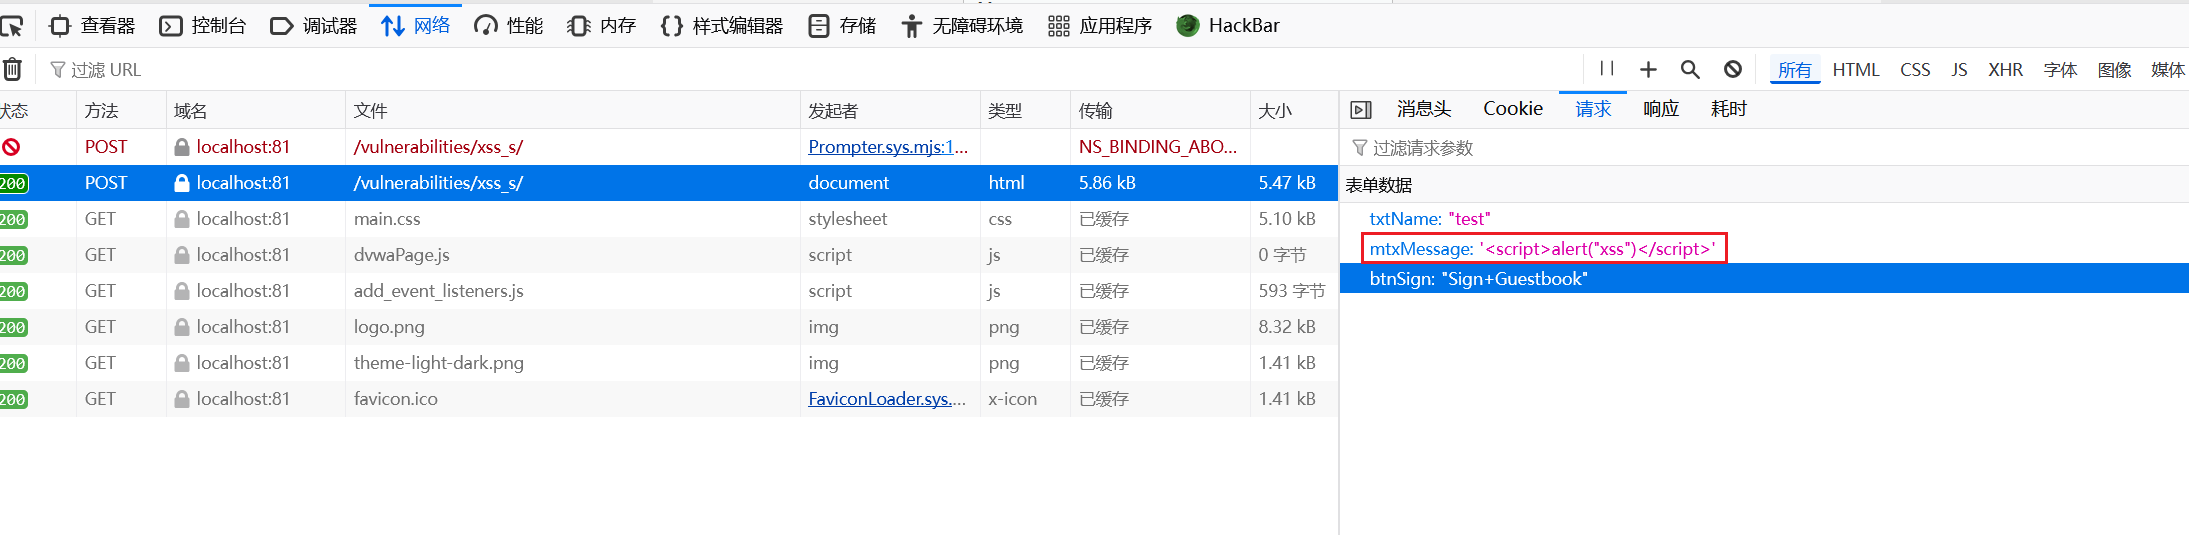 查看器 控制台 调试器 网络 性能 内存 样式编辑器 存储 无障碍环境 应用程序 HackBar
过滤 URL 所有 HTML CSS JS XHR 字体 图像 媒体
状态 方法 域名 文件 发起者 类型 传输 大小
POST localhost:81 /vulnerabilities/xss_s/ Prompter.sys.mjs:1... NS_BINDING_ABO...
200 POST localhost:81 /vulnerabilities/xss_s/ document html 5.86 kB 5.47 kB
200 GET localhost:81 main.css stylesheet css 已缓存 5.10 kB
200 GET localhost:81 dvwaPage.js script js 已缓存 0 字节
200 GET localhost:81 add_event_listeners.js script js 已缓存 593 字节
200 GET localhost:81 logo.png img png 已缓存 8.32 kB
200 GET localhost:81 theme-light-dark.png img png 已缓存 1.41 kB
200 GET localhost:81 favicon.ico FaviconLoader.sys.... x-icon 已缓存 1.41 kB
消息头 Cookie 请求 响应 耗时
过滤请求参数
表单数据
txtName: "test"
mtxMessage: '<script>alert("xss")</script>'
btnSign: "Sign+Guestbook"